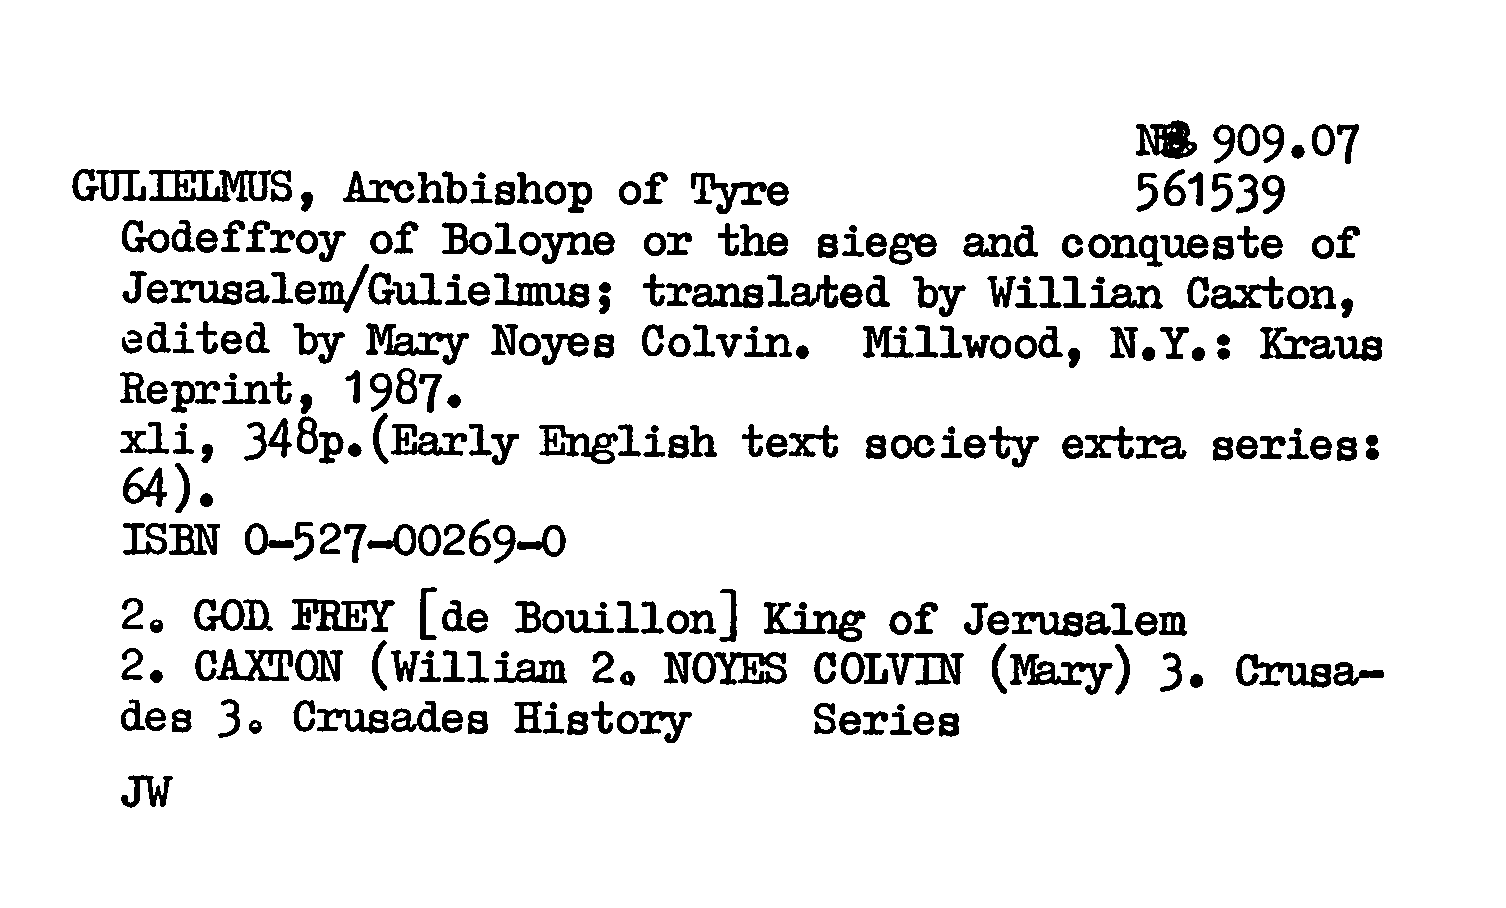 909.07
GULIELMUS, Archbishop of Tyre 561539
Godeffroy of Boloyne or the siege and conqueste of
Jerusalem/Gulielmus; translated by Willian Caxton,
edited by Mary Noyes Colvin. Millwood, N.Y.: Kraus
Reprint, 1987.
xli, 348p.(Early English text society extra series:
64).
ISBN 0-527-00269-0
2. GOD FREY [de Bouillon] King of Jerusalem
2. CAXTON (William 2. NOYES COLVIN (Mary) 3. Crusa-
des 3. Crusades History Series
JW